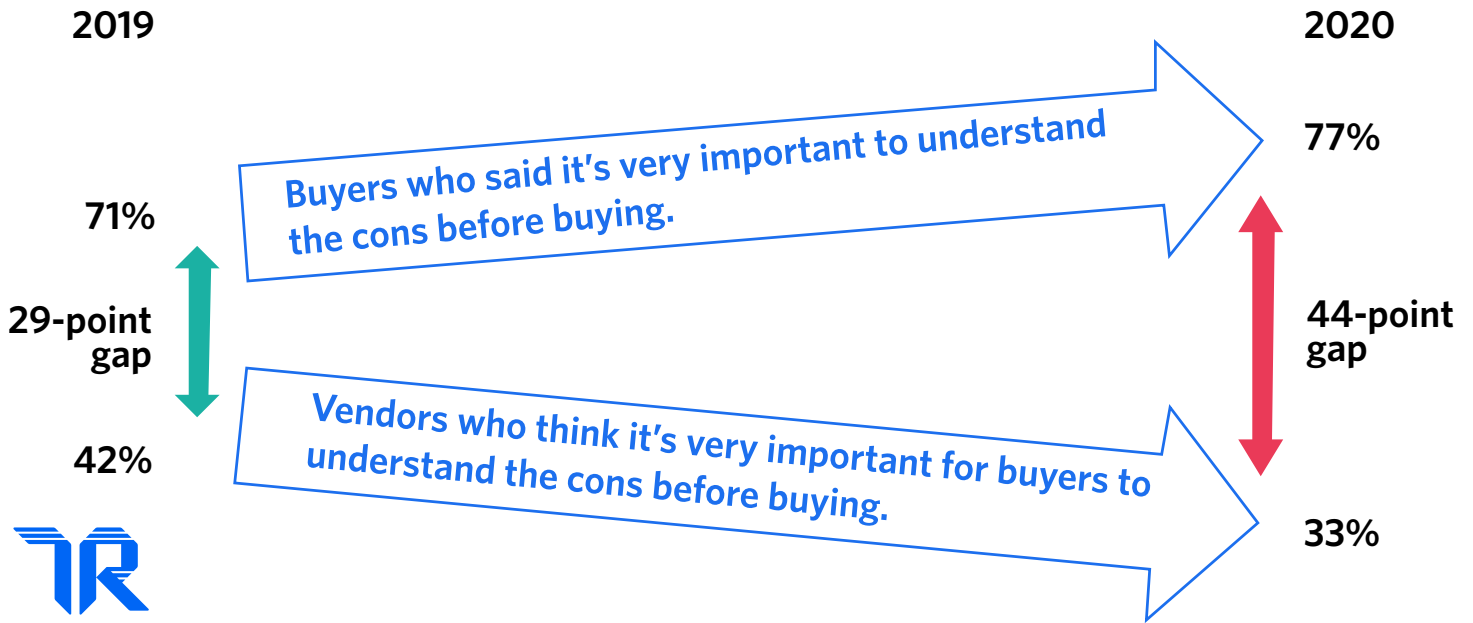 2019
2020
Buyers who said it's very important to understand
the cons before buying.
77%
71%
29-point
gap
44-point
gap
Vendors who think it's very important for buyers to
understand the cons before buying.
42%
33%
TR